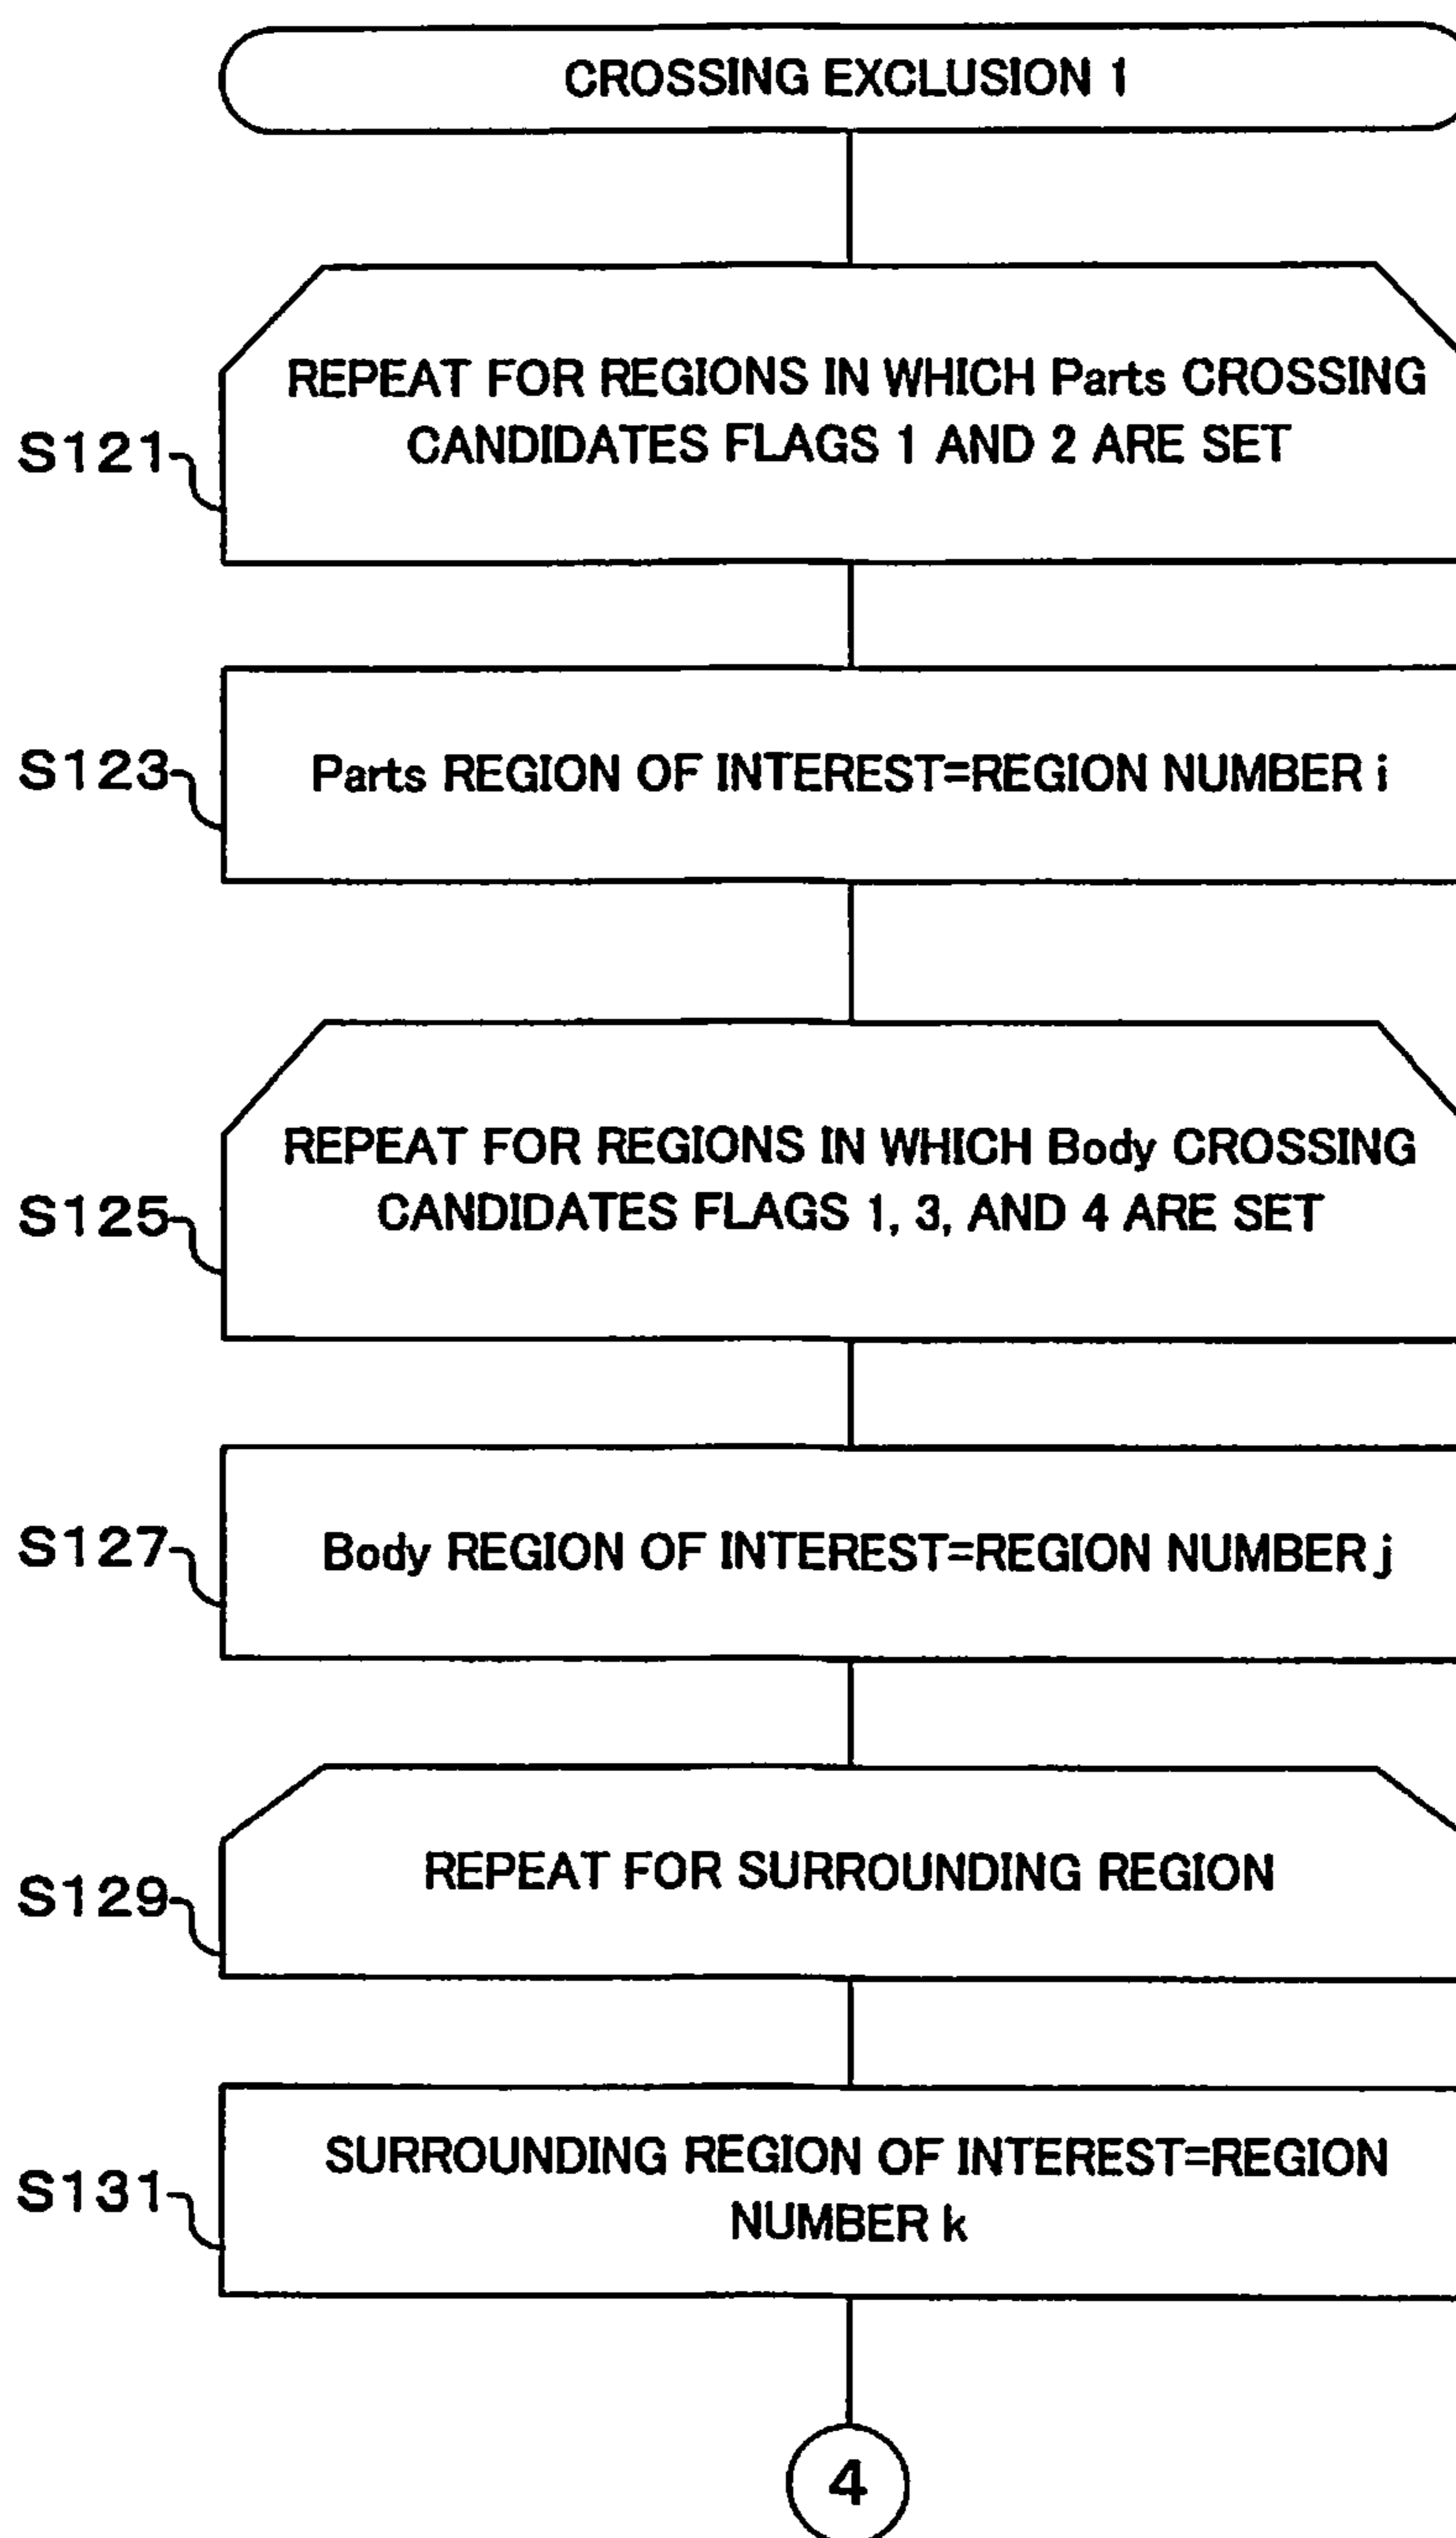 CROSSING EXCLUSION 1
REPEAT FOR REGIONS IN WHICH Parts CROSSING
CANDIDATES FLAGS 1 AND 2 ARE SET
S121
Parts REGION OF INTEREST=REGION NUMBER i
S123
REPEAT FOR REGIONS IN WHICH Body CROSSING
CANDIDATES FLAGS 1, 3, AND 4 ARE SET
S125
Body REGION OF INTEREST=REGION NUMBER j
S127
REPEAT FOR SURROUNDING REGION
S129
SURROUNDING REGION OF INTEREST=REGION
NUMBER k
S131
4